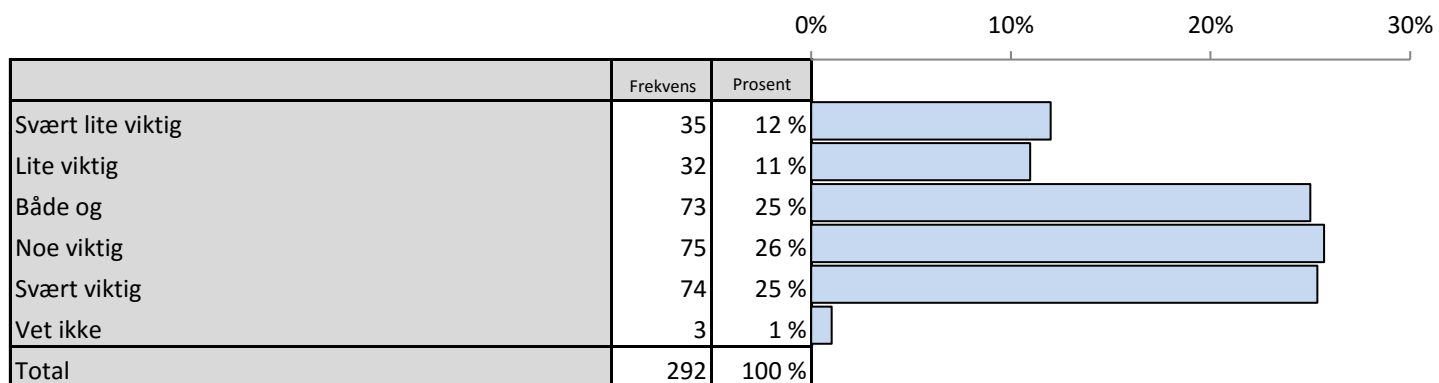 0% 10% 20% 30%
Frekvens Prosent
Svært lite viktig 35 12 %
Lite viktig 32 11 %
Både og 73 25 %
Noe viktig 75 26 %
Svært viktig 74 25 %
Vet ikke 3 1 %
Total 292 100 %